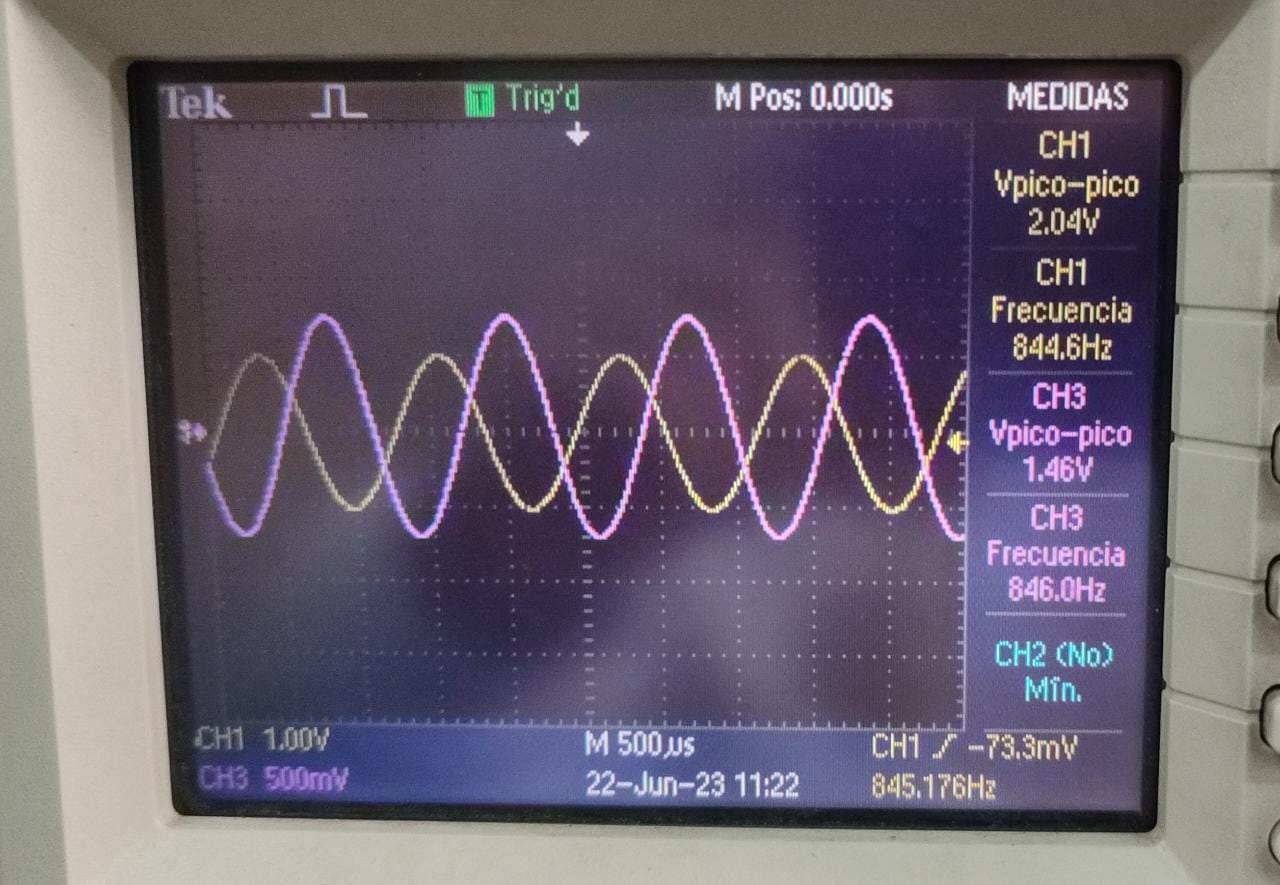 Tek T Trig'd M Pos: 0.000s MEDIDAS
CH1
Vpico-pico
2.04V
CH1
Frecuencia
844.6Hz
CH3
Vpico-pico
1.46V
CH3
Frecuencia
846.0Hz
CH2 (No)
Mín.
CH1 1.00V M 500µs CH1 -73.3mV
CH3 500mV 22-Jun-23 11:22 845.176Hz